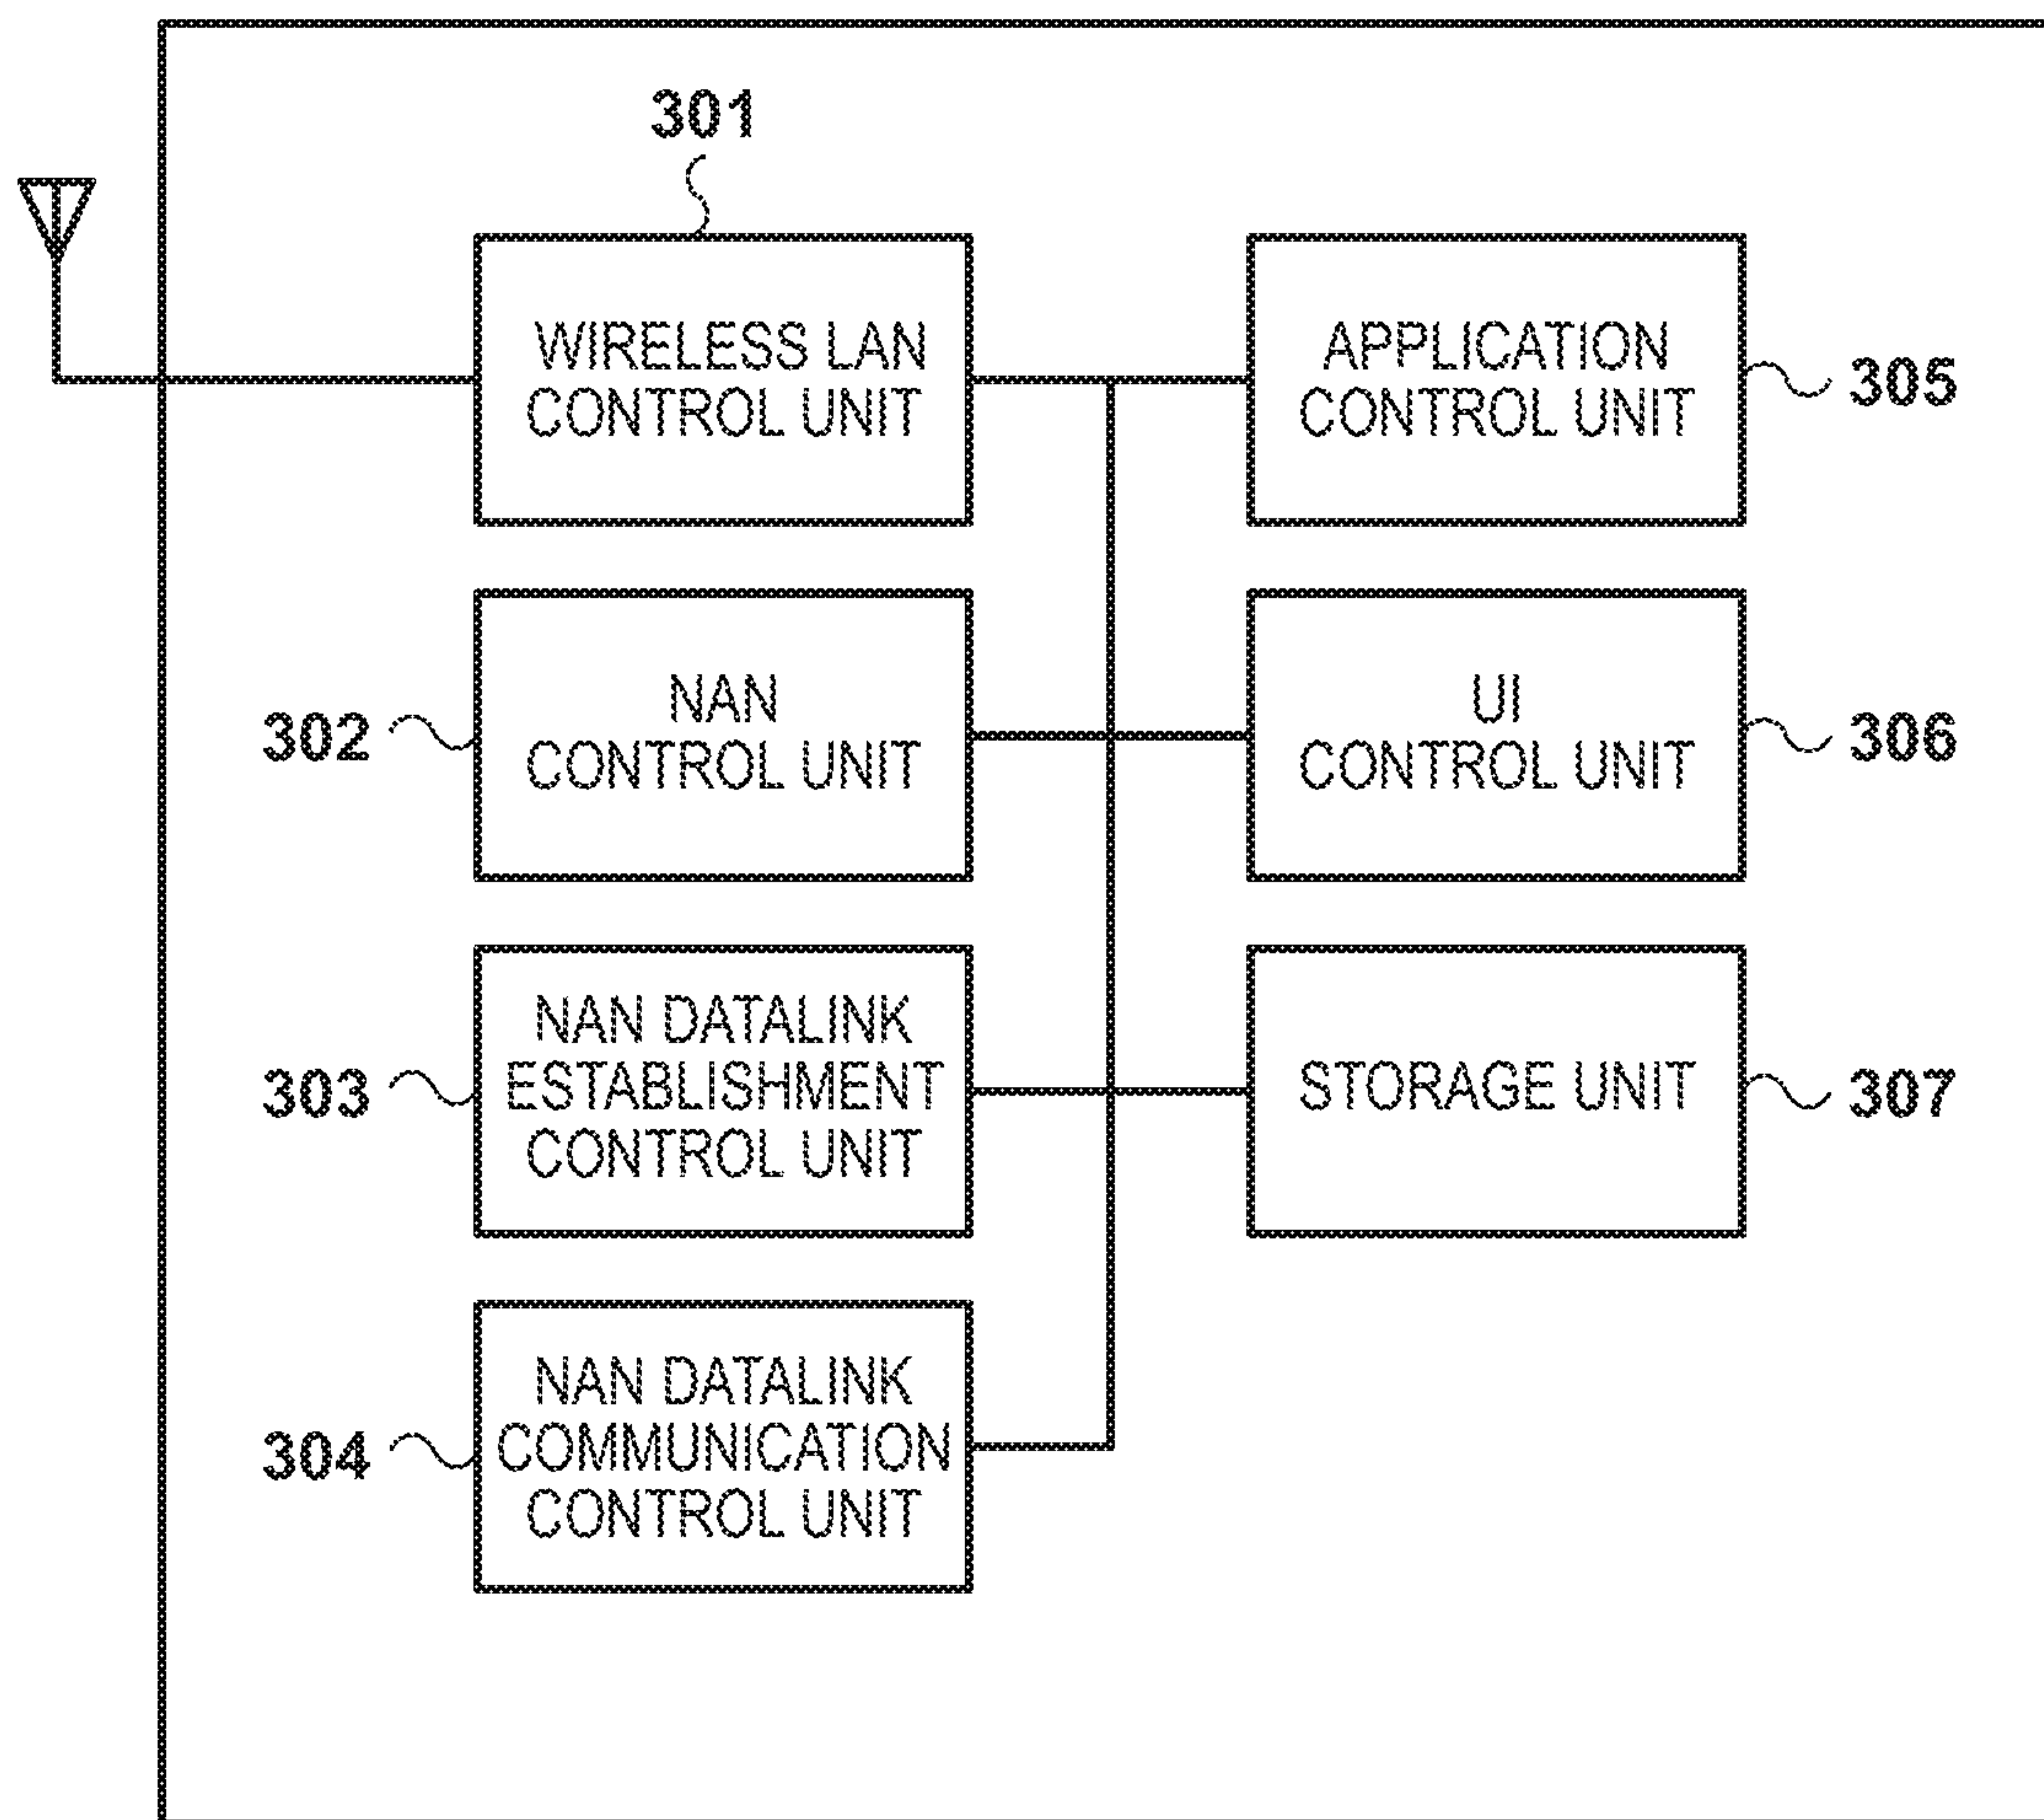 301
WIRELESS LAN
CONTROL UNIT
APPLICATION
CONTROL UNIT
305
302
NAN
CONTROL UNIT
UI
CONTROL UNIT
306
303
NAN DATALINK
ESTABLISHMENT
CONTROL UNIT
STORAGE UNIT
307
304
NAN DATALINK
COMMUNICATION
CONTROL UNIT